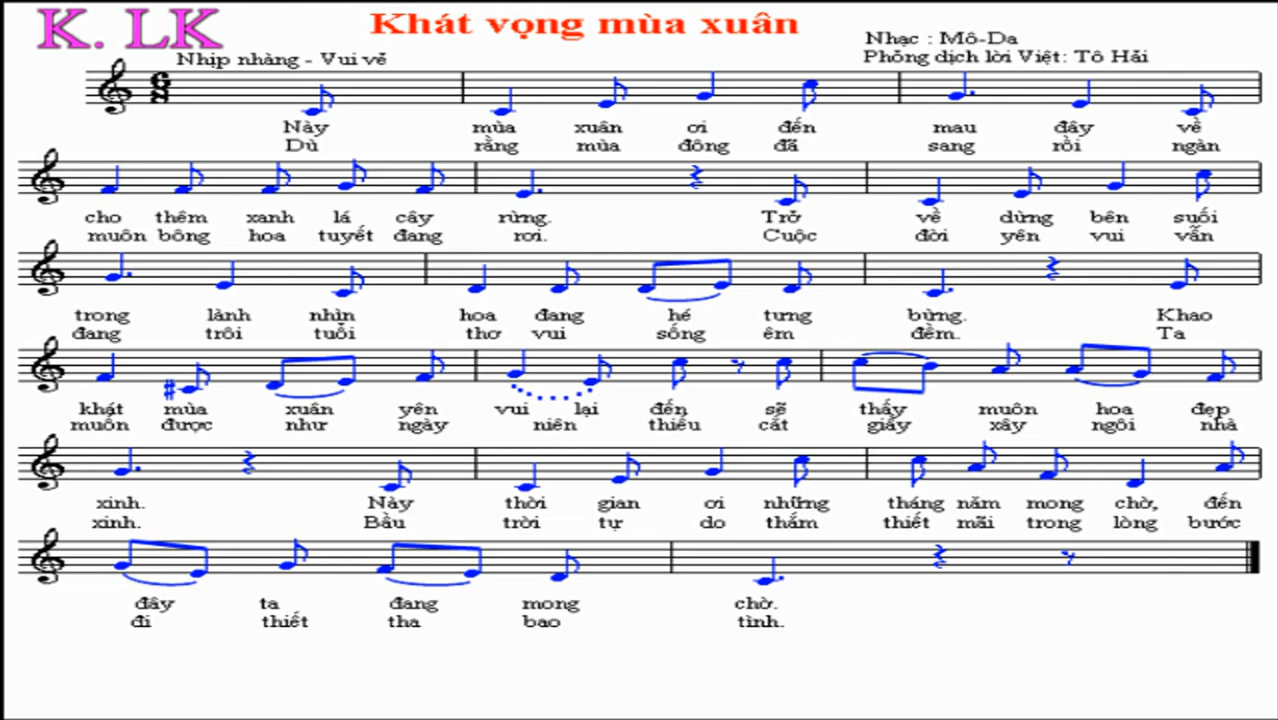 K. LK
Khát vọng mùa xuân
Nhạc : Mô-Da
Nhịp nhàng - Vui vẻ
Phỏng dịch lời Việt: Tô Hải
6
8
Này mùa xuân ơi đến mau đây về
Dù rằng mùa đông đã sang rồi ngàn
cho thêm xanh lá cây rừng. Trở về dừng bên suối
muôn bông hoa tuyết đang rơi. Cuộc đời yên vui vẫn
trong lành nhìn hoa đang hé tưng bừng. Khao
đang trôi tuổi thơ vui sống êm đềm. Ta
khát mùa xuân yên vui lại đến sẽ thấy muôn hoa đẹp
muốn được như ngày niên thiếu cất giấy xây ngôi nhà
xinh. Này thời gian ơi những tháng năm mong chờ, đến
xinh. Bầu trời tự do thắm thiết mãi trong lòng bước
đây ta đang mong chờ.
đi thiết tha bao tình.